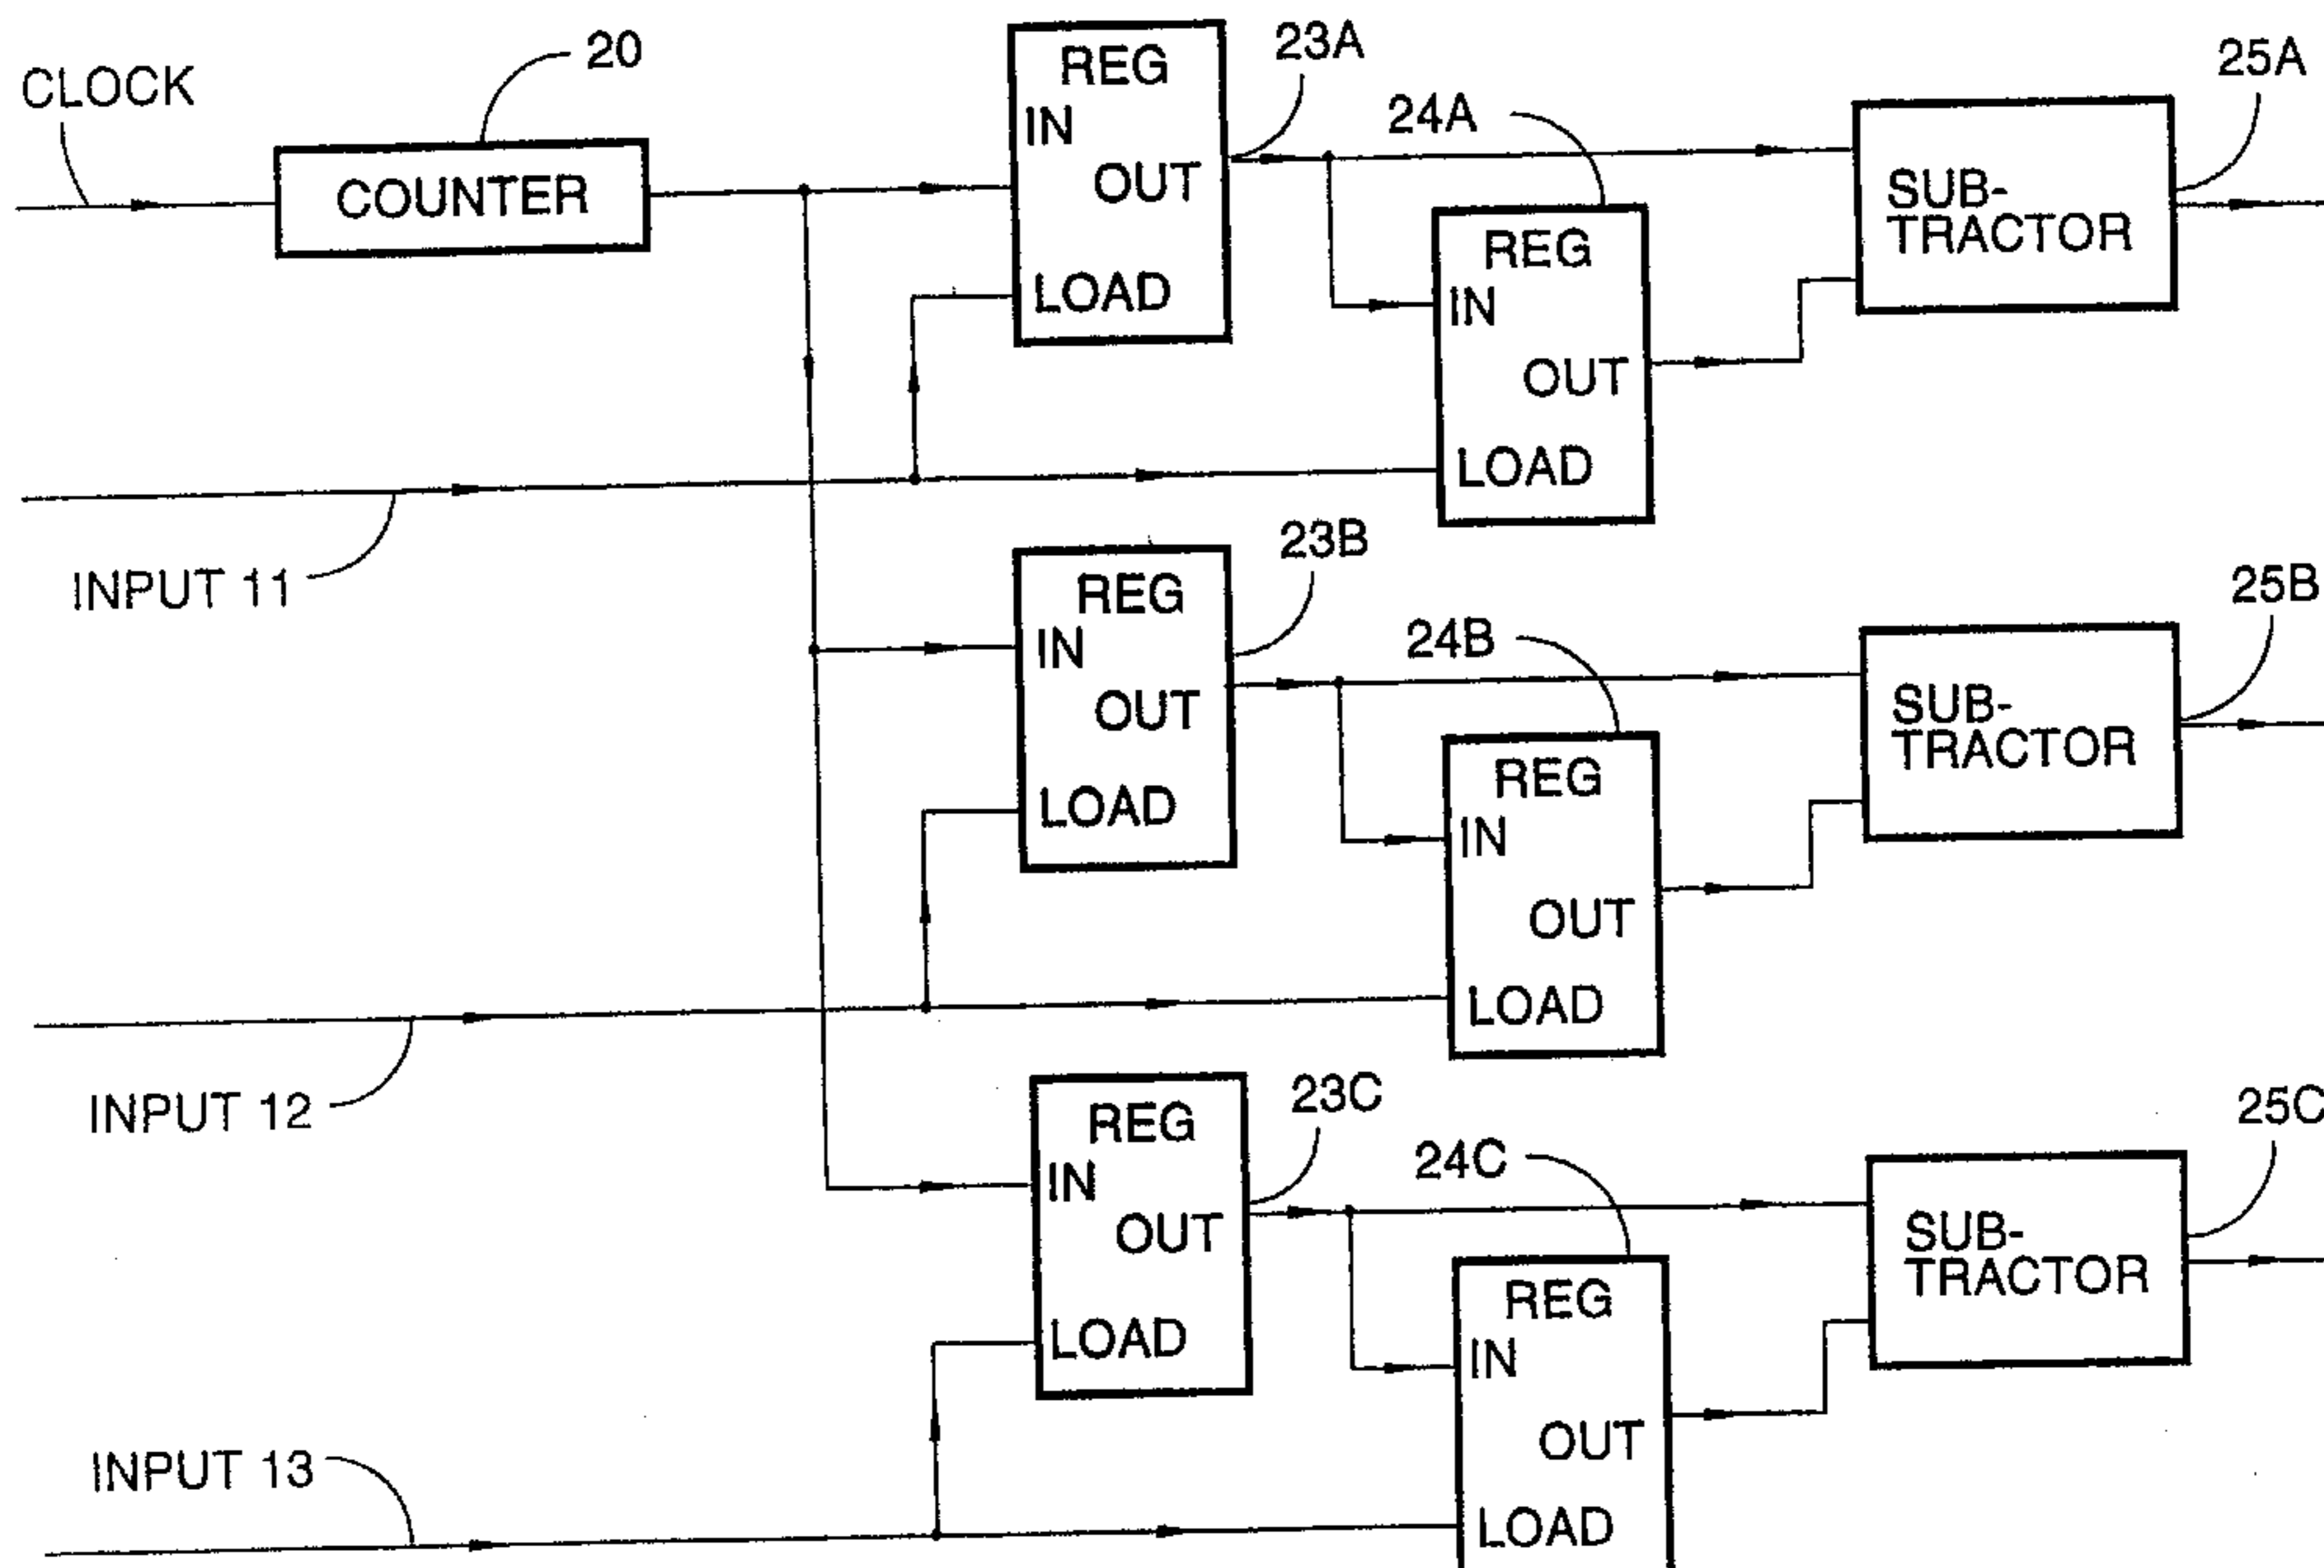 CLOCK
20
COUNTER
REG
IN
OUT
LOAD
23A
24A
REG
IN
OUT
LOAD
25A
SUB-
TRACTOR
INPUT 11
REG
IN
OUT
LOAD
23B
24B
REG
IN
OUT
LOAD
25B
SUB-
TRACTOR
INPUT 12
REG
IN
OUT
LOAD
23C
24C
REG
IN
OUT
LOAD
25C
SUB-
TRACTOR
INPUT 13